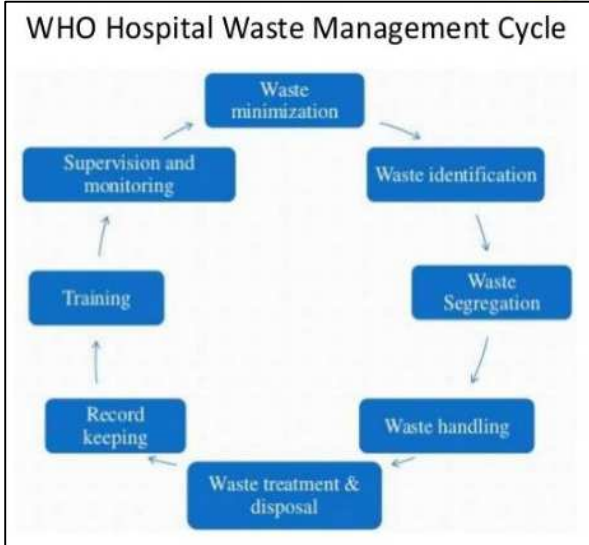 WHO Hospital Waste Management Cycle
Waste
minimization
Waste identification
Waste
Segregation
Waste handling
Waste treatment &
disposal
Record
keeping
Training
Supervision and
monitoring